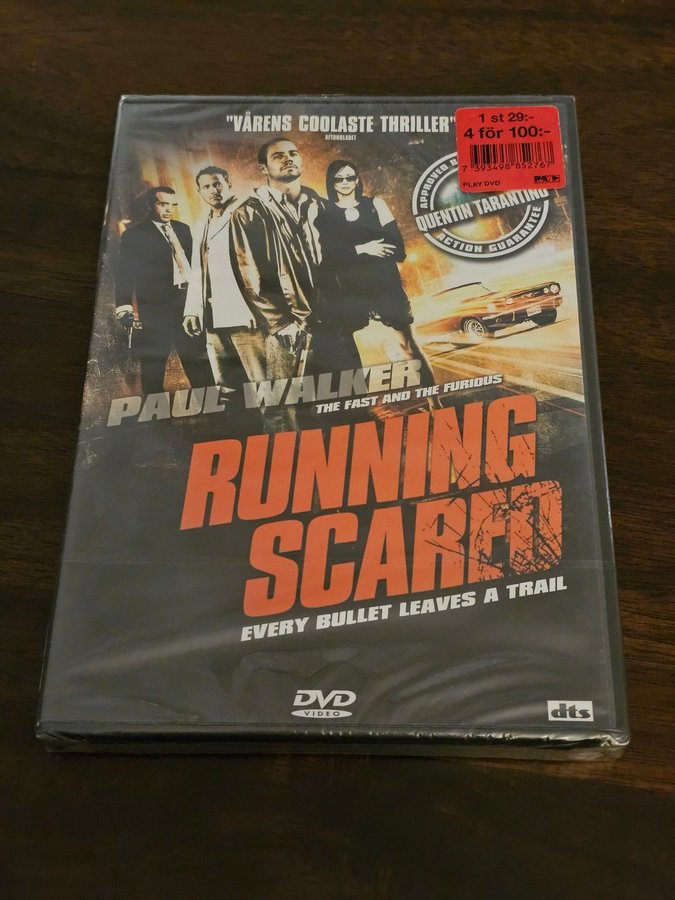 "VÅRENS COOLASTE THRILLER"
AFTONBLADET
1 st 29:-
4 för 100:-
7 393498 852767
PLAY DVD
APPROVED B
QUENTIN TARANTINO
ACTION GUARANTEE
PAUL WALKER
THE FAST AND THE FURIOUS
RUNNING
SCARED
EVERY BULLET LEAVES A TRAIL
DVD
VIDEO
dts